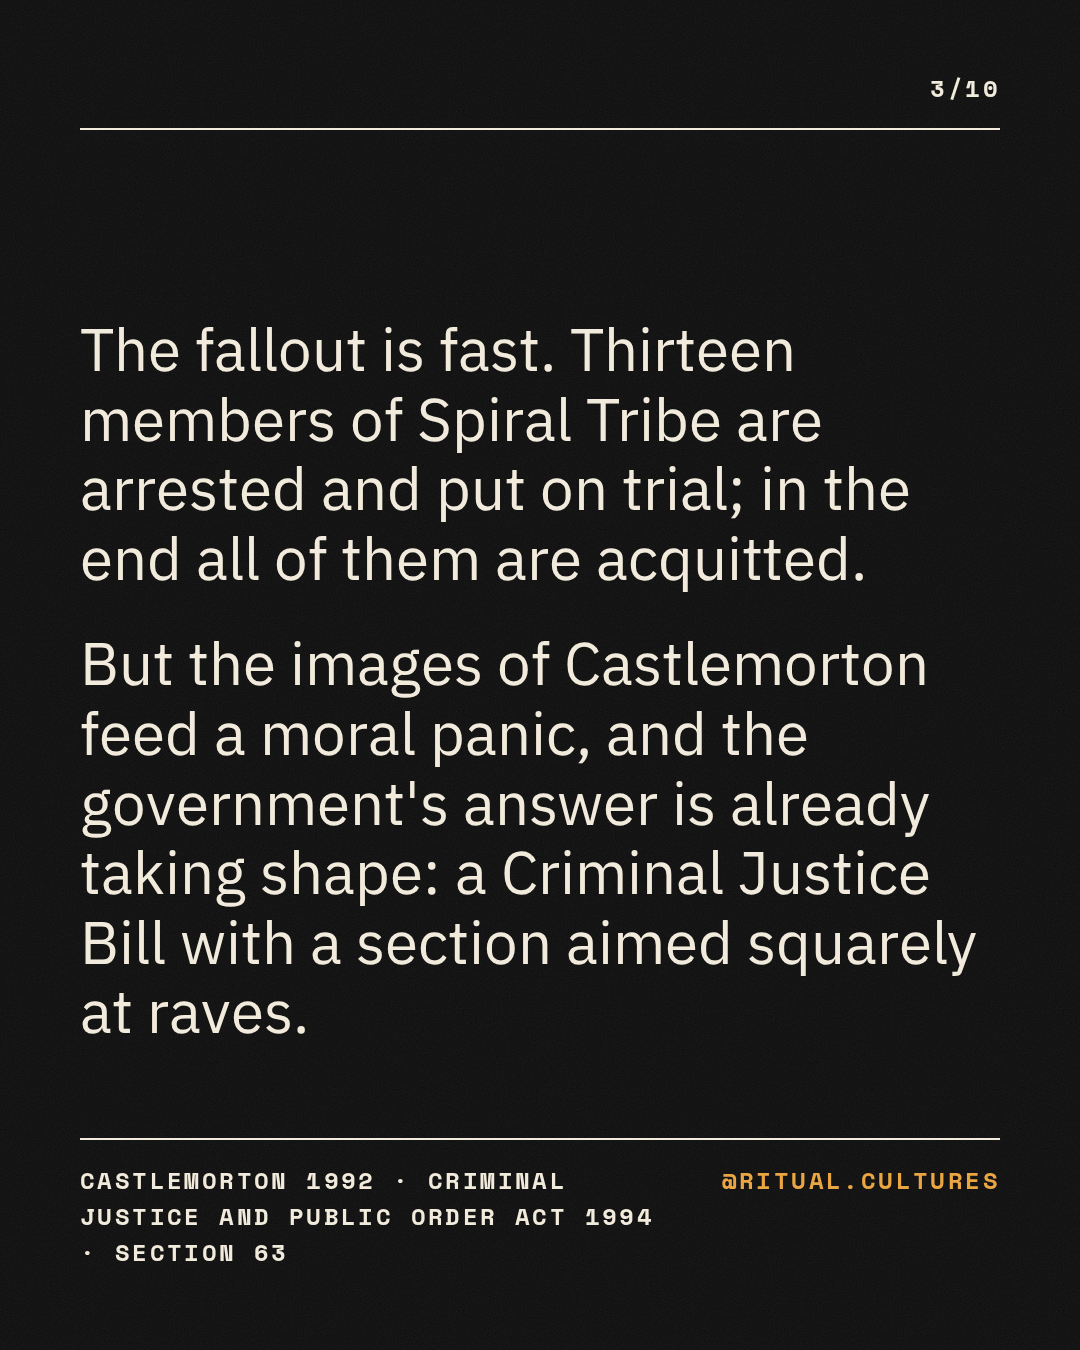 3/10
The fallout is fast. Thirteen
members of Spiral Tribe are
arrested and put on trial; in the
end all of them are acquitted.
But the images of Castlemorton
feed a moral panic, and the
government's answer is already
taking shape: a Criminal Justice
Bill with a section aimed squarely
at raves.
CASTLEMORTON 1992 · CRIMINAL
JUSTICE AND PUBLIC ORDER ACT 1994
· SECTION 63
@RITUAL.CULTURES